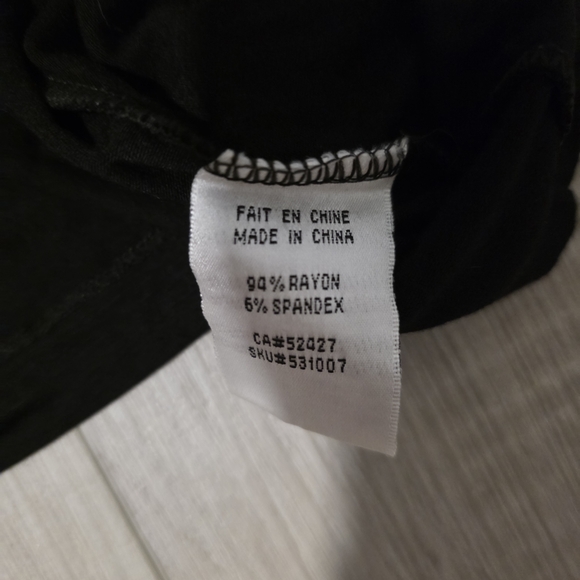 FAIT EN CHINE
MADE IN CHINA
94% RAYON
6% SPANDEX
CA#52427
SKU#531007